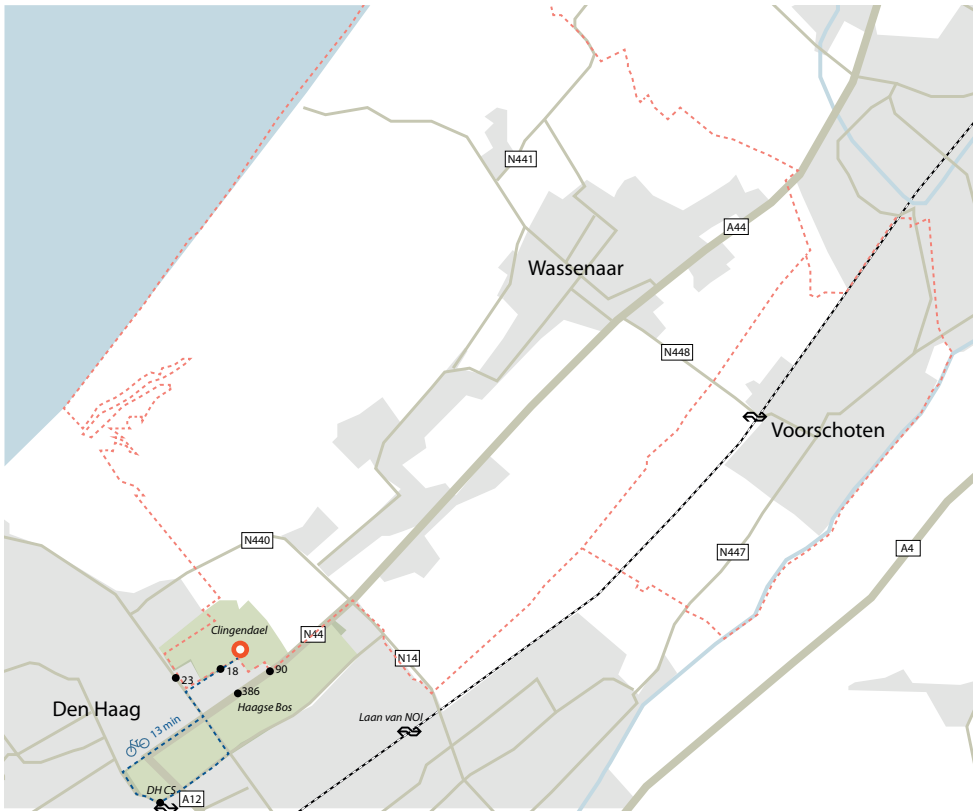 N441
A44
Wassenaar
N448
Voorschoten
N440
N447
A4
Clingendael
N44
N14
18
90
23
386
Haagse Bos
Den Haag
13 min
Laan van NOI
DH CS
A12